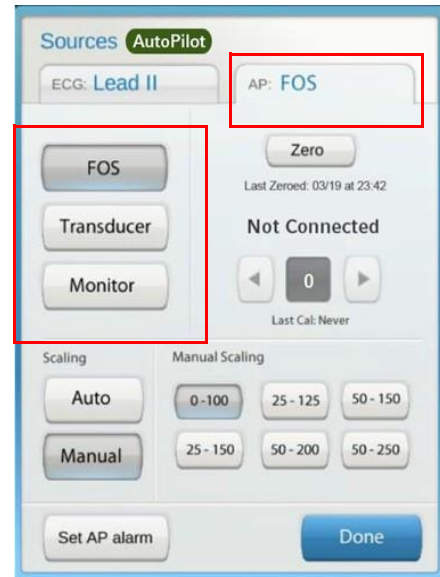 Sources AutoPilot
ECG: Lead II
AP: FOS
FOS
Transducer
Monitor
Zero
Last Zeroed: 03/19 at 23:42
Not Connected
0
Last Cal: Never
Scaling
Auto
Manual
Manual Scaling
0-100 25 - 125 50 - 150
25 - 150 50 - 200 50 - 250
Set AP alarm
Done